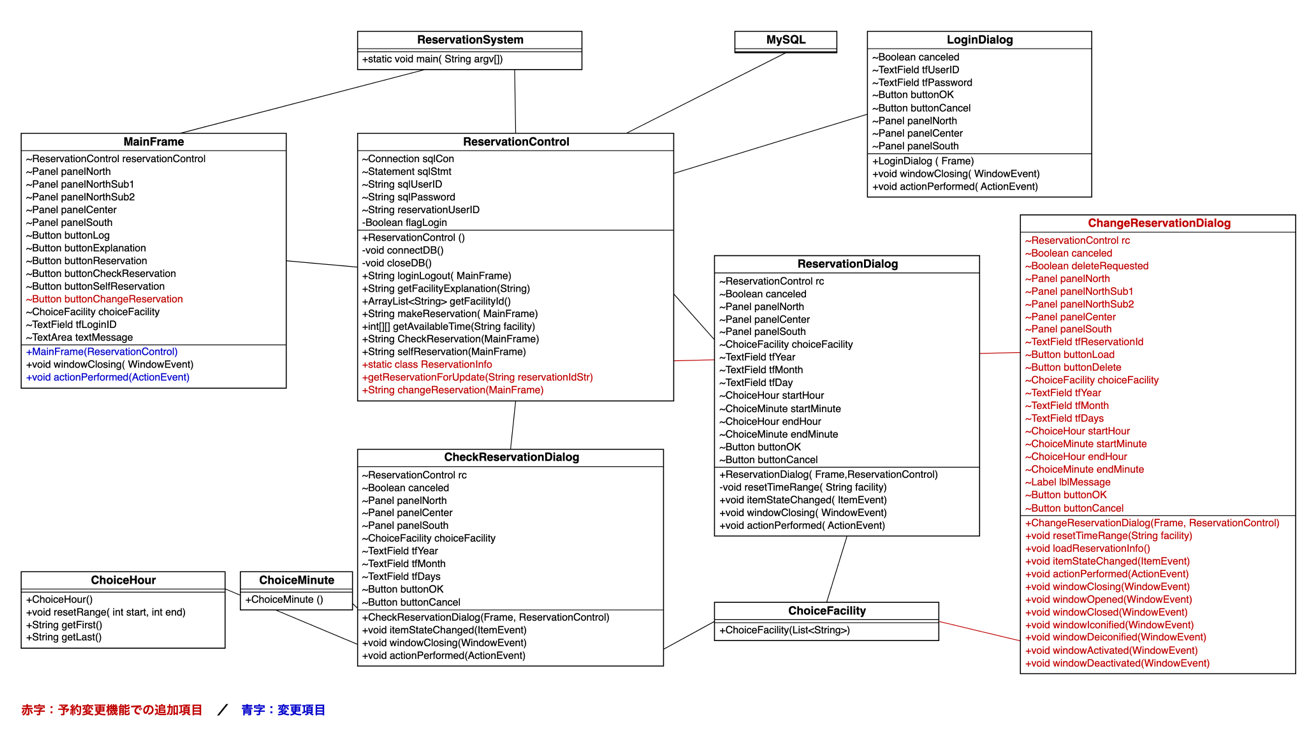 ReservationSystem
+static void main( String argv[])
MySQL
LoginDialog
~Boolean canceled
~TextField tfUserID
~TextField tfPassword
~Button buttonOK
~Button buttonCancel
~Panel panelNorth
~Panel panelCenter
~Panel panelSouth
+LoginDialog ( Frame)
+void windowClosing( WindowEvent)
+void actionPerformed( ActionEvent)
MainFrame
~ReservationControl reservationControl
~Panel panelNorth
~Panel panelNorthSub1
~Panel panelNorthSub2
~Panel panelCenter
~Panel panelSouth
~Button buttonLog
~Button buttonExplanation
~Button buttonReservation
~Button buttonCheckReservation
~Button buttonSelfReservation
~Button buttonChangeReservation
~ChoiceFacility choiceFacility
~TextField tfLoginID
~TextArea textMessage
+MainFrame(ReservationControl)
+void windowClosing( WindowEvent)
+void actionPerformed(ActionEvent)
ReservationControl
~Connection sqlCon
~Statement sqlStmt
~String sqlUserID
~String sqlPassword
~String reservationUserID
-Boolean flagLogin
+ReservationControl ()
-void connectDB()
-void closeDB()
+String loginLogout( MainFrame)
+String getFacilityExplanation(String)
+ArrayList<String> getFacilityId()
+String makeReservation( MainFrame)
+int[][] getAvailableTime(String facility)
+String CheckReservation(MainFrame)
+String selfReservation(MainFrame)
+static class ReservationInfo
+getReservationForUpdate(String reservationIdStr)
+String changeReservation(MainFrame)
ReservationDialog
~ReservationControl rc
~Boolean canceled
~Panel panelNorth
~Panel panelCenter
~Panel panelSouth
~ChoiceFacility choiceFacility
~TextField tfYear
~TextField tfMonth
~TextField tfDay
~ChoiceHour startHour
~ChoiceMinute startMinute
~ChoiceHour endHour
~ChoiceMinute endMinute
~Button buttonOK
~Button buttonCancel
+ReservationDialog( Frame,ReservationControl)
-void resetTimeRange( String facility)
+void itemStateChanged( ItemEvent)
+void windowClosing( WindowEvent)
+void actionPerformed( ActionEvent)
ChangeReservationDialog
~ReservationControl rc
~Boolean canceled
~Boolean deleteRequested
~Panel panelNorth
~Panel panelNorthSub1
~Panel panelNorthSub2
~Panel panelCenter
~Panel panelSouth
~TextField tfReservationId
~Button buttonLoad
~Button buttonDelete
~ChoiceFacility choiceFacility
~TextField tfYear
~TextField tfMonth
~TextField tfDays
~ChoiceHour startHour
~ChoiceMinute startMinute
~ChoiceHour endHour
~ChoiceMinute endMinute
~Label lblMessage
~Button buttonOK
~Button buttonCancel
+ChangeReservationDialog(Frame, ReservationControl)
+void resetTimeRange(String facility)
+void loadReservationInfo()
+void itemStateChanged(ItemEvent)
+void actionPerformed(ActionEvent)
+void windowClosing(WindowEvent)
+void windowOpened(WindowEvent)
+void windowClosed(WindowEvent)
+void windowIconified(WindowEvent)
+void windowDeiconified(WindowEvent)
+void windowActivated(WindowEvent)
+void windowDeactivated(WindowEvent)
CheckReservationDialog
~ReservationControl rc
~Boolean canceled
~Panel panelNorth
~Panel panelCenter
~Panel panelSouth
~ChoiceFacility choiceFacility
~TextField tfYear
~TextField tfMonth
~TextField tfDays
~Button buttonOK
~Button buttonCancel
+CheckReservationDialog(Frame, ReservationControl)
+void itemStateChanged(ItemEvent)
+void windowClosing(WindowEvent)
+void actionPerformed(ActionEvent)
ChoiceHour
+ChoiceHour()
+void resetRange( int start, int end)
+String getFirst()
+String getLast()
ChoiceMinute
+ChoiceMinute ()
ChoiceFacility
+ChoiceFacility(List<String>)
赤字：予約変更機能での追加項目　／　青字：変更項目